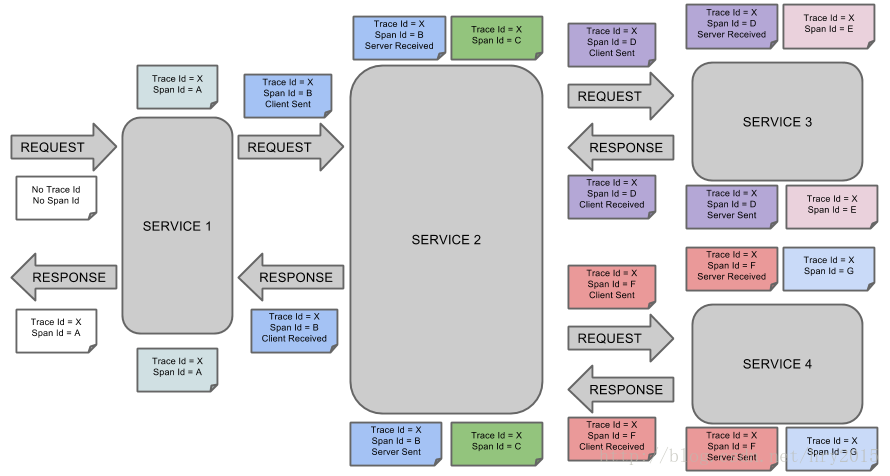 Trace Id = X
Span Id = A
REQUEST
No Trace Id
No Span Id
SERVICE 1
RESPONSE
Trace Id = X
Span Id = A
Trace Id = X
Span Id = A
Trace Id = X
Span Id = B
Client Sent
REQUEST
RESPONSE
Trace Id = X
Span Id = B
Client Received
Trace Id = X
Span Id = B
Server Received
Trace Id = X
Span Id = C
SERVICE 2
Trace Id = X
Span Id = B
Server Sent
Trace Id = X
Span Id = C
Trace Id = X
Span Id = D
Client Sent
REQUEST
RESPONSE
Trace Id = X
Span Id = D
Client Received
Trace Id = X
Span Id = D
Server Received
Trace Id = X
Span Id = E
SERVICE 3
Trace Id = X
Span Id = D
Server Sent
Trace Id = X
Span Id = E
Trace Id = X
Span Id = F
Client Sent
REQUEST
RESPONSE
Trace Id = X
Span Id = F
Client Received
Trace Id = X
Span Id = F
Server Received
Trace Id = X
Span Id = G
SERVICE 4
Trace Id = X
Span Id = F
Server Sent
Trace Id = X
Span Id = G